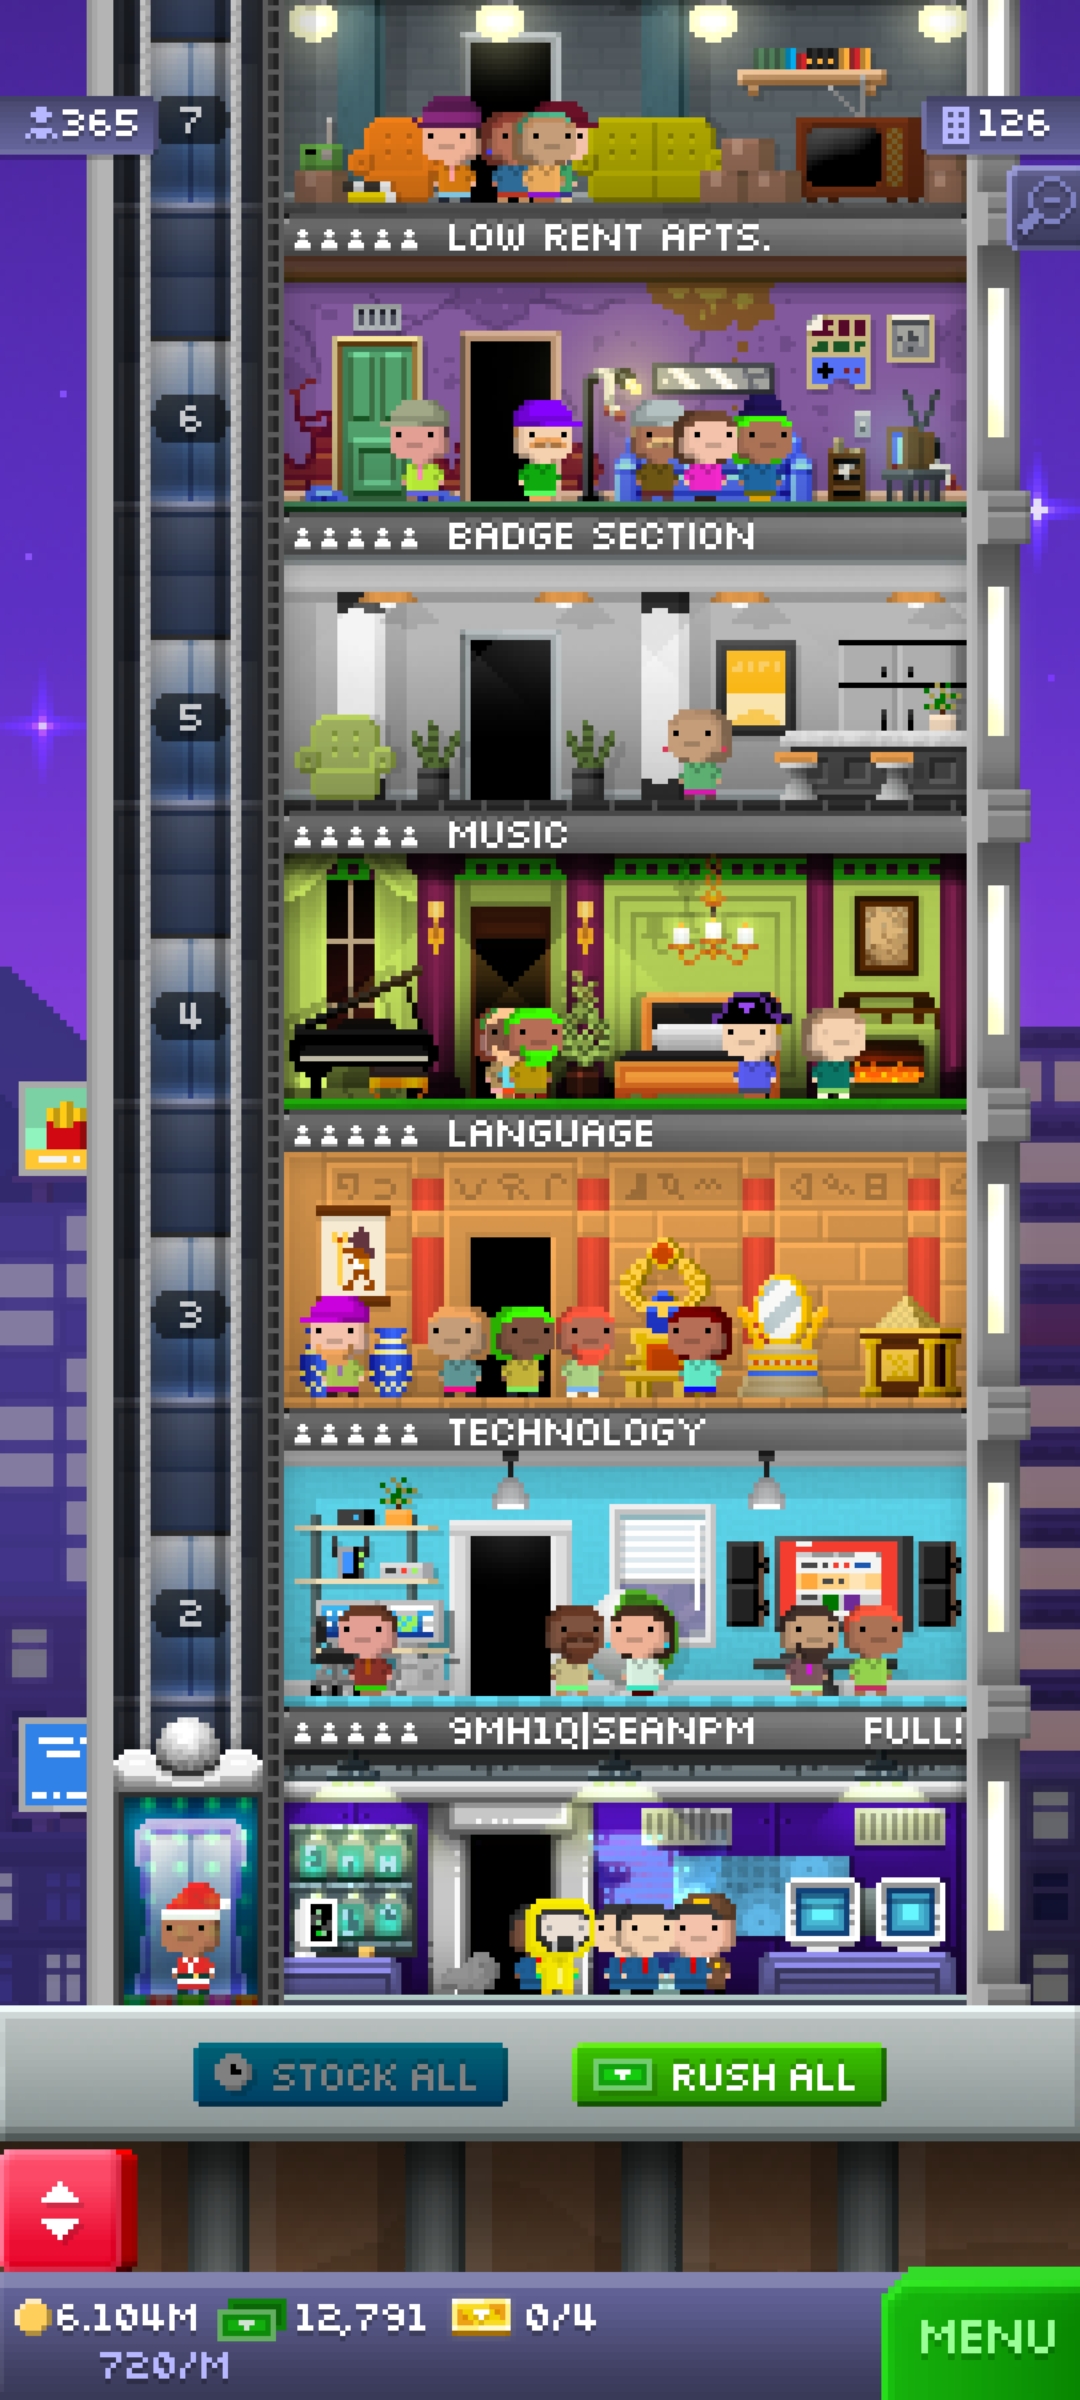 7
365
126
LOW RENT APTS.
6
BADGE SECTION
5
MUSIC
4
LANGUAGE
3
TECHNOLOGY
2
9MH1Q|SEANPM FULL!
STOCK ALL
RUSH ALL
6.104M 12,791 0/4
720/M
MENU